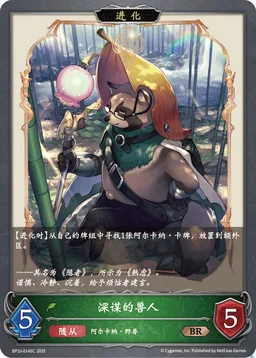 进化
【进化时】从自己的牌组中寻找1张阿尔卡纳·卡牌，放置到额外
区。
——其名为《隐者》，所示为《熟虑》。
谨慎、冷静、沉着，给予烦恼者建言。
深谋的兽人
5
5
随从
阿尔卡纳·野兽
BR
© Cygames, Inc. Published by NetEase Games